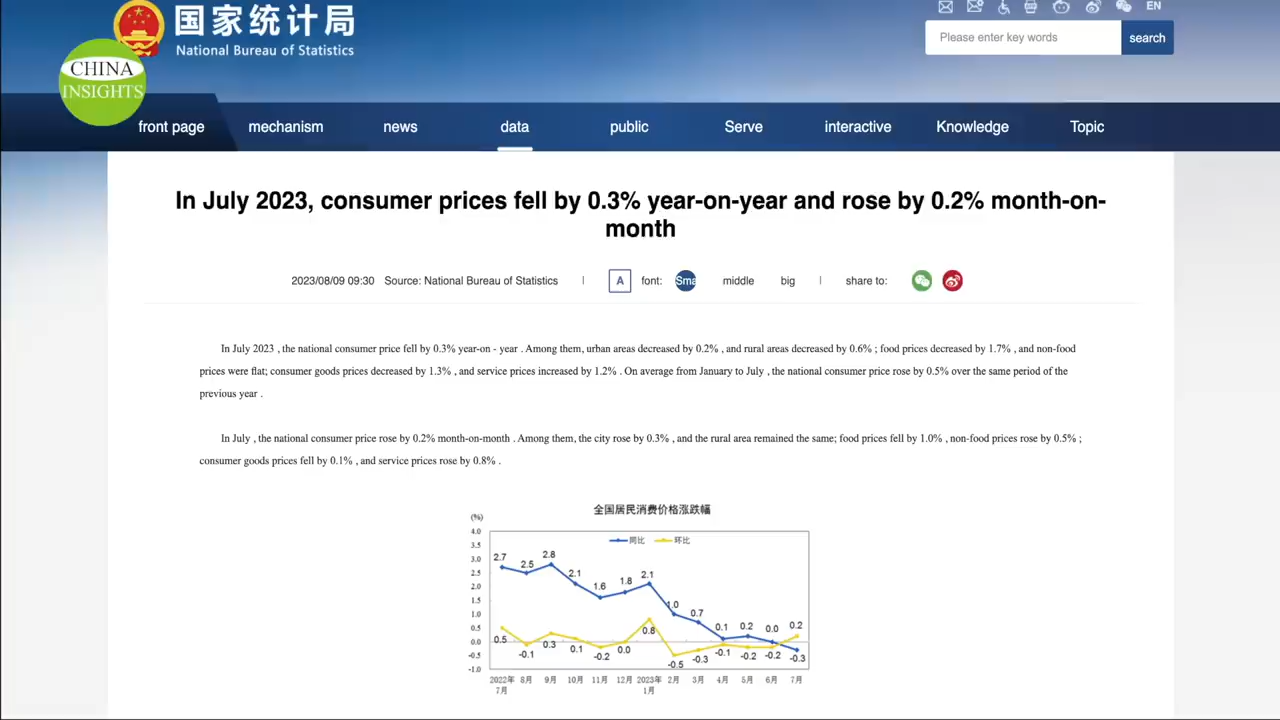 国家统计局
National Bureau of Statistics
CHINA
INSIGHTS
EN
Please enter key words
search
front page
mechanism
news
data
public
Serve
interactive
Knowledge
Topic
In July 2023, consumer prices fell by 0.3% year-on-year and rose by 0.2% month-on-
month
2023/08/09 09:30 Source: National Bureau of Statistics
A
font:
Sma
middle
big
share to:
In July 2023 , the national consumer price fell by 0.3% year-on - year . Among them, urban areas decreased by 0.2% , and rural areas decreased by 0.6% ; food prices decreased by 1.7% , and non-food
prices were flat; consumer goods prices decreased by 1.3% , and service prices increased by 1.2% . On average from January to July , the national consumer price rose by 0.5% over the same period of the
previous year .
In July , the national consumer price rose by 0.2% month-on-month . Among them, the city rose by 0.3% , and the rural area remained the same; food prices fell by 1.0% , non-food prices rose by 0.5% ;
consumer goods prices fell by 0.1% , and service prices rose by 0.8% .
全国居民消费价格涨跌幅
(%)
同比 环比
4.0
3.5
3.0
2.5
2.0
1.5
1.0
0.5
0.0
-0.5
-1.0
2.7 2.5 2.8 2.1 1.6 1.8 2.1 1.0 0.7 0.1 0.2 0.0 -0.3
0.5 -0.1 0.3 0.1 -0.2 0.0 0.8 -0.5 -0.3 -0.1 -0.2 -0.2 0.2
2022年 8月 9月 10月 11月 12月 2023年 2月 3月 4月 5月 6月 7月
7月 1月